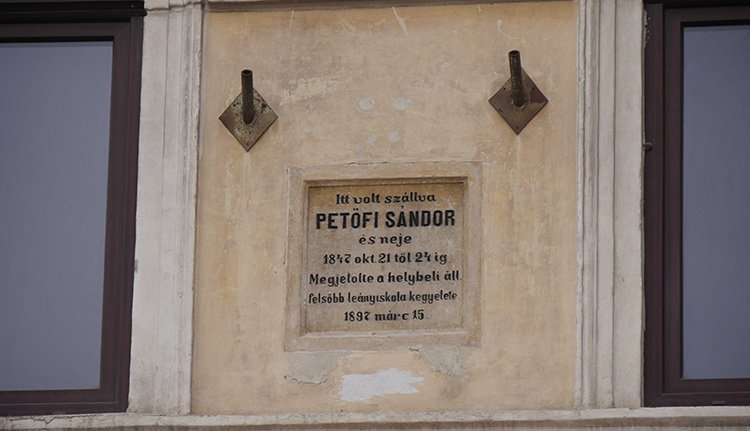 Itt volt szállva
PETŐFI SÁNDOR
és neje
1847 okt. 21 től 24 ig
Megjelölte a helybeli áll.
felsőbb leányiskola kegyelete
1897 márc 15